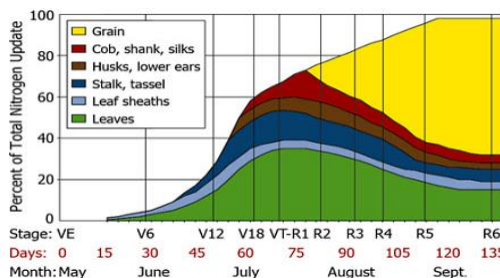 Percent of Total Nitrogen Update
100
80
60
40
20
0
Grain
Cob, shank, silks
Husks, lower ears
Stalk, tassel
Leaf sheaths
Leaves
Stage: VE V6 V12 V18 VT-R1 R2 R3 R4 R5 R6
Days: 0 15 30 45 60 75 90 105 120 135
Month: May June July August Sept.